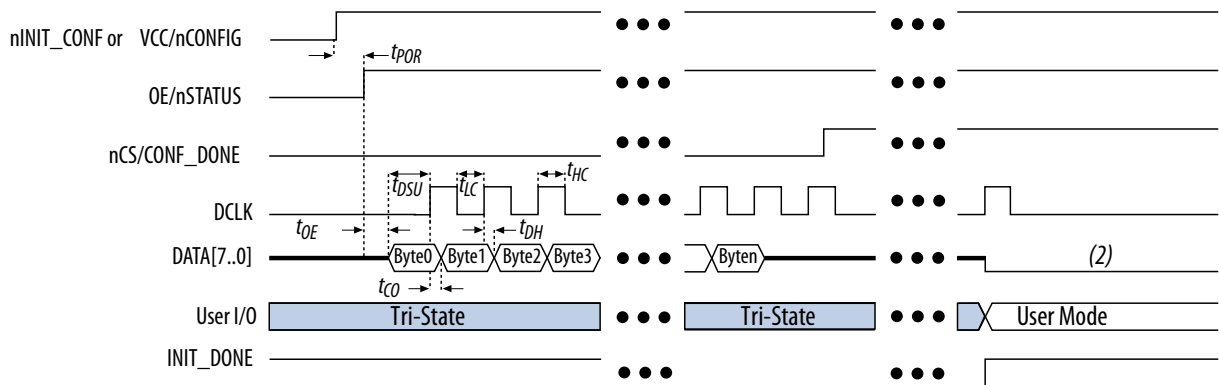 nINIT_CONF or VCC/nCONFIG
tPOR
OE/nSTATUS
nCS/CONF_DONE
tDSU
tLC
tHC
DCLK
tOE
tDH
DATA[7..0]
Byte0
Byte1
Byte2
Byte3
Byten
(2)
tCO
User I/O
Tri-State
Tri-State
User Mode
INIT_DONE